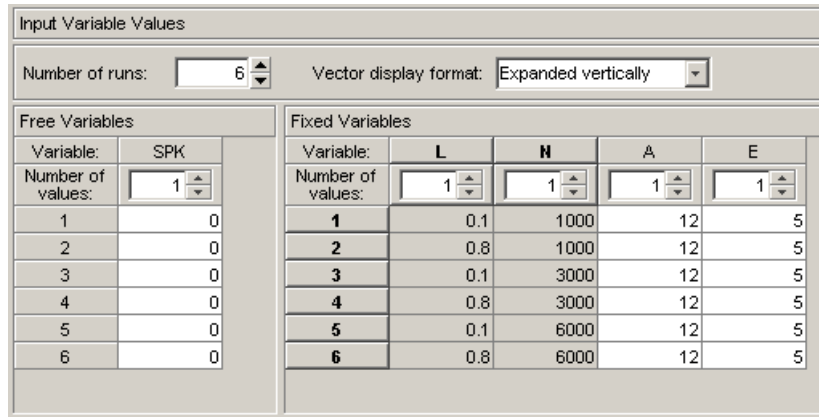 Input Variable Values
Number of runs: 6 Vector display format: Expanded vertically
Free Variables Fixed Variables
Variable: SPK Variable: L N A E
Number of values: 1 Number of values: 1 1 1 1
1 0 1 0.1 1000 12 5
2 0 2 0.8 1000 12 5
3 0 3 0.1 3000 12 5
4 0 4 0.8 3000 12 5
5 0 5 0.1 6000 12 5
6 0 6 0.8 6000 12 5